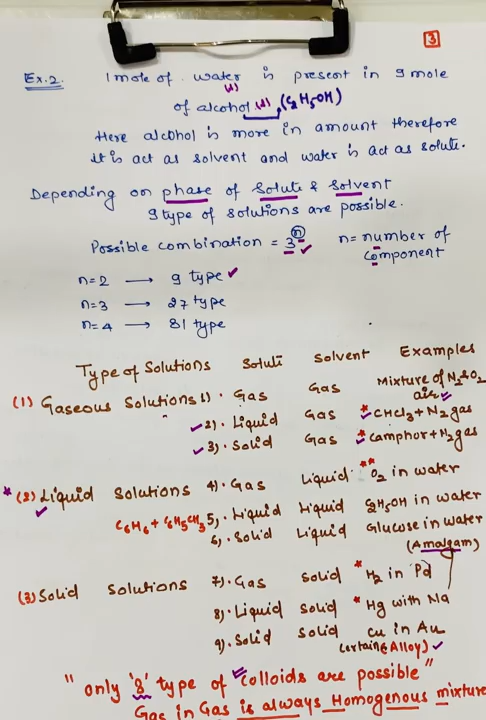 3
Ex.2. 1 mole of water (l) is present in 9 mole
of alcohol (l) (C2H5OH)
Here alcohol is more in amount therefore
it is act as solvent and water is act as solute.
Depending on phase of Solute & Solvent
9 type of solutions are possible.
Possible combination = 3ⁿ n = number of
component
n=2 → 9 type
n=3 → 27 type
n=4 → 81 type
Type of Solutions Solute Solvent Examples
(1) Gaseous Solutions 1). Gas Gas Mixture of N2 & O2
air
2). Liquid Gas * CHCl3 + N2 gas
3). Solid Gas * camphor + N2 gas
* (2) Liquid Solutions 4). Gas Liquid ** O2 in water
C6H6 + C6H5CH3 5). Liquid Liquid C2H5OH in water
6). Solid Liquid Glucose in water
(Amalgam)
(3) Solid Solutions 7). Gas Solid * H2 in Pd
8). Liquid Solid * Hg with Na
9). Solid Solid Cu in Au
(Alloy)
"only '8' type of colloids are possible"
Gas in Gas is always Homogenous mixture